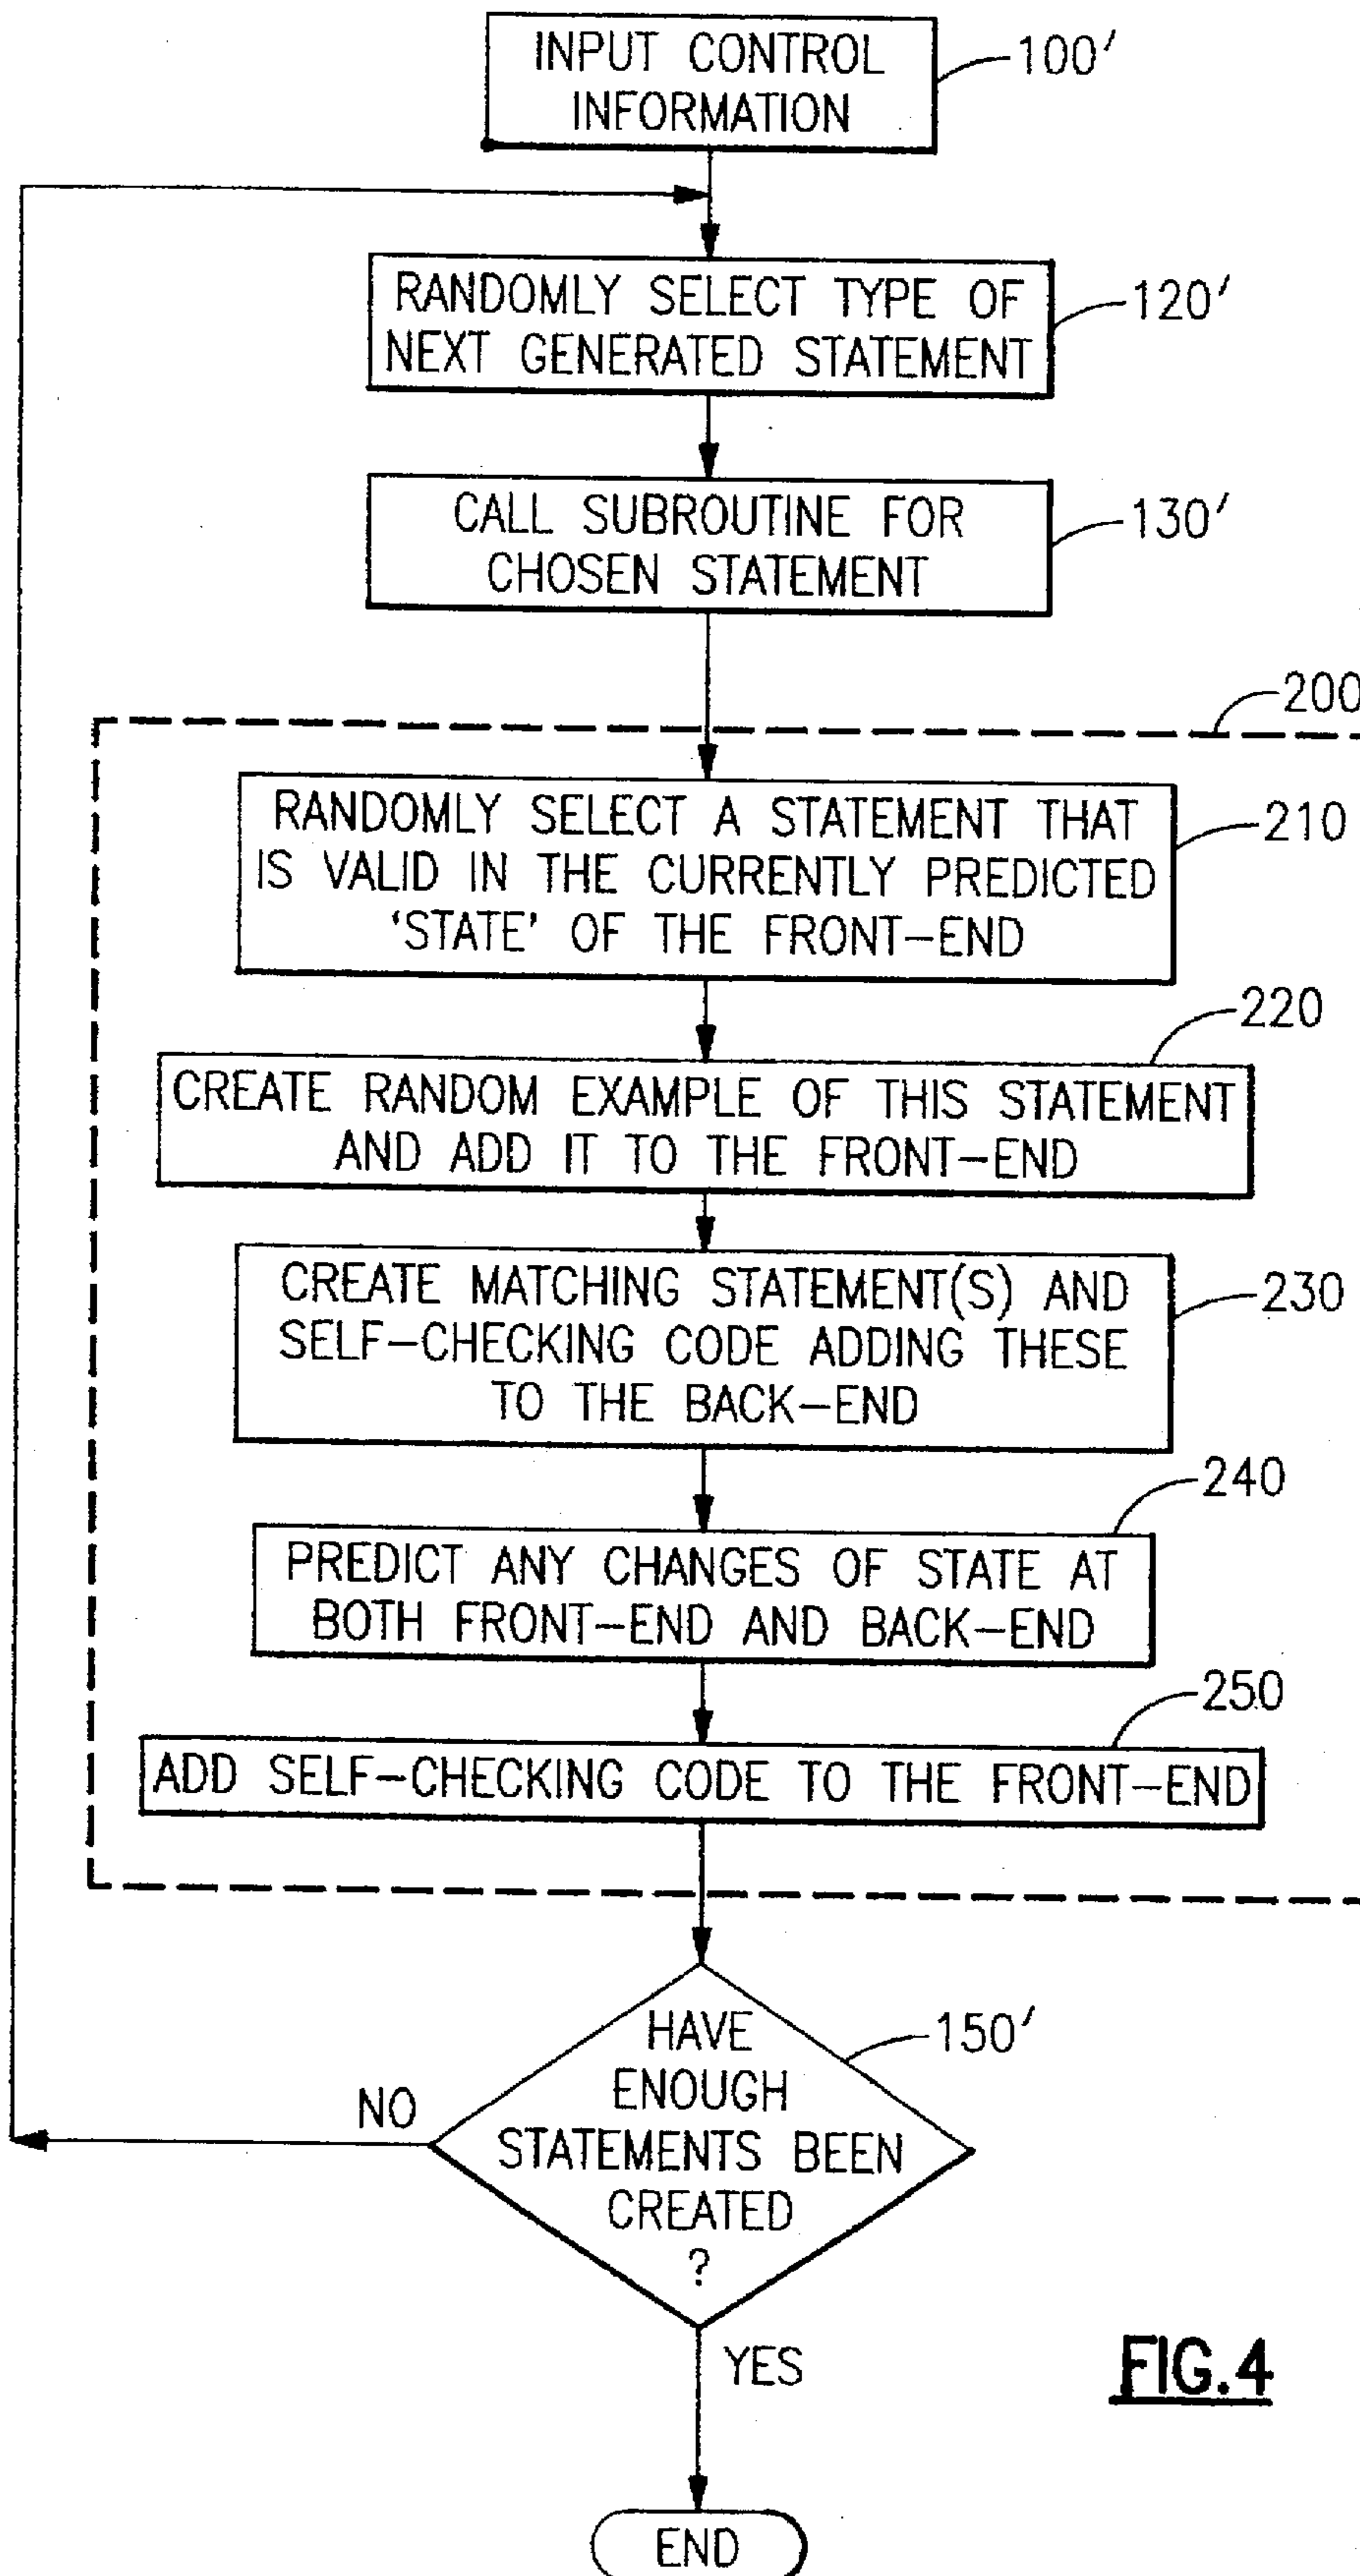 INPUT CONTROL
INFORMATION
100'
RANDOMLY SELECT TYPE OF
NEXT GENERATED STATEMENT
120'
CALL SUBROUTINE FOR
CHOSEN STATEMENT
130'
200
RANDOMLY SELECT A STATEMENT THAT
IS VALID IN THE CURRENTLY PREDICTED
‘STATE’ OF THE FRONT-END
210
220
CREATE RANDOM EXAMPLE OF THIS STATEMENT
AND ADD IT TO THE FRONT-END
CREATE MATCHING STATEMENT(S) AND
SELF-CHECKING CODE ADDING THESE
TO THE BACK-END
230
240
PREDICT ANY CHANGES OF STATE AT
BOTH FRONT-END AND BACK-END
250
ADD SELF-CHECKING CODE TO THE FRONT-END
HAVE
ENOUGH
STATEMENTS BEEN
CREATED
?
150'
NO
YES
FIG.4
END